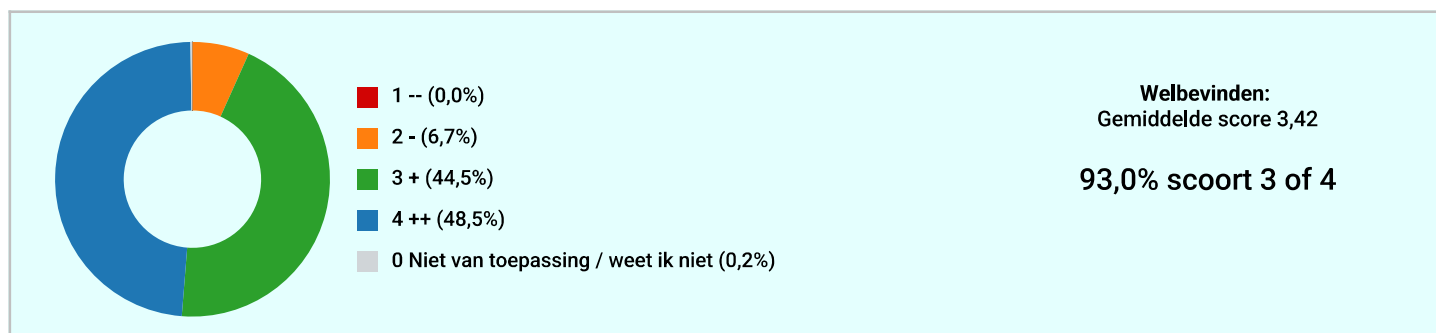 1 -- (0,0%)
2 - (6,7%)
3 + (44,5%)
4 ++ (48,5%)
0 Niet van toepassing / weet ik niet (0,2%)
Welbevinden:
Gemiddelde score 3,42
93,0% scoort 3 of 4